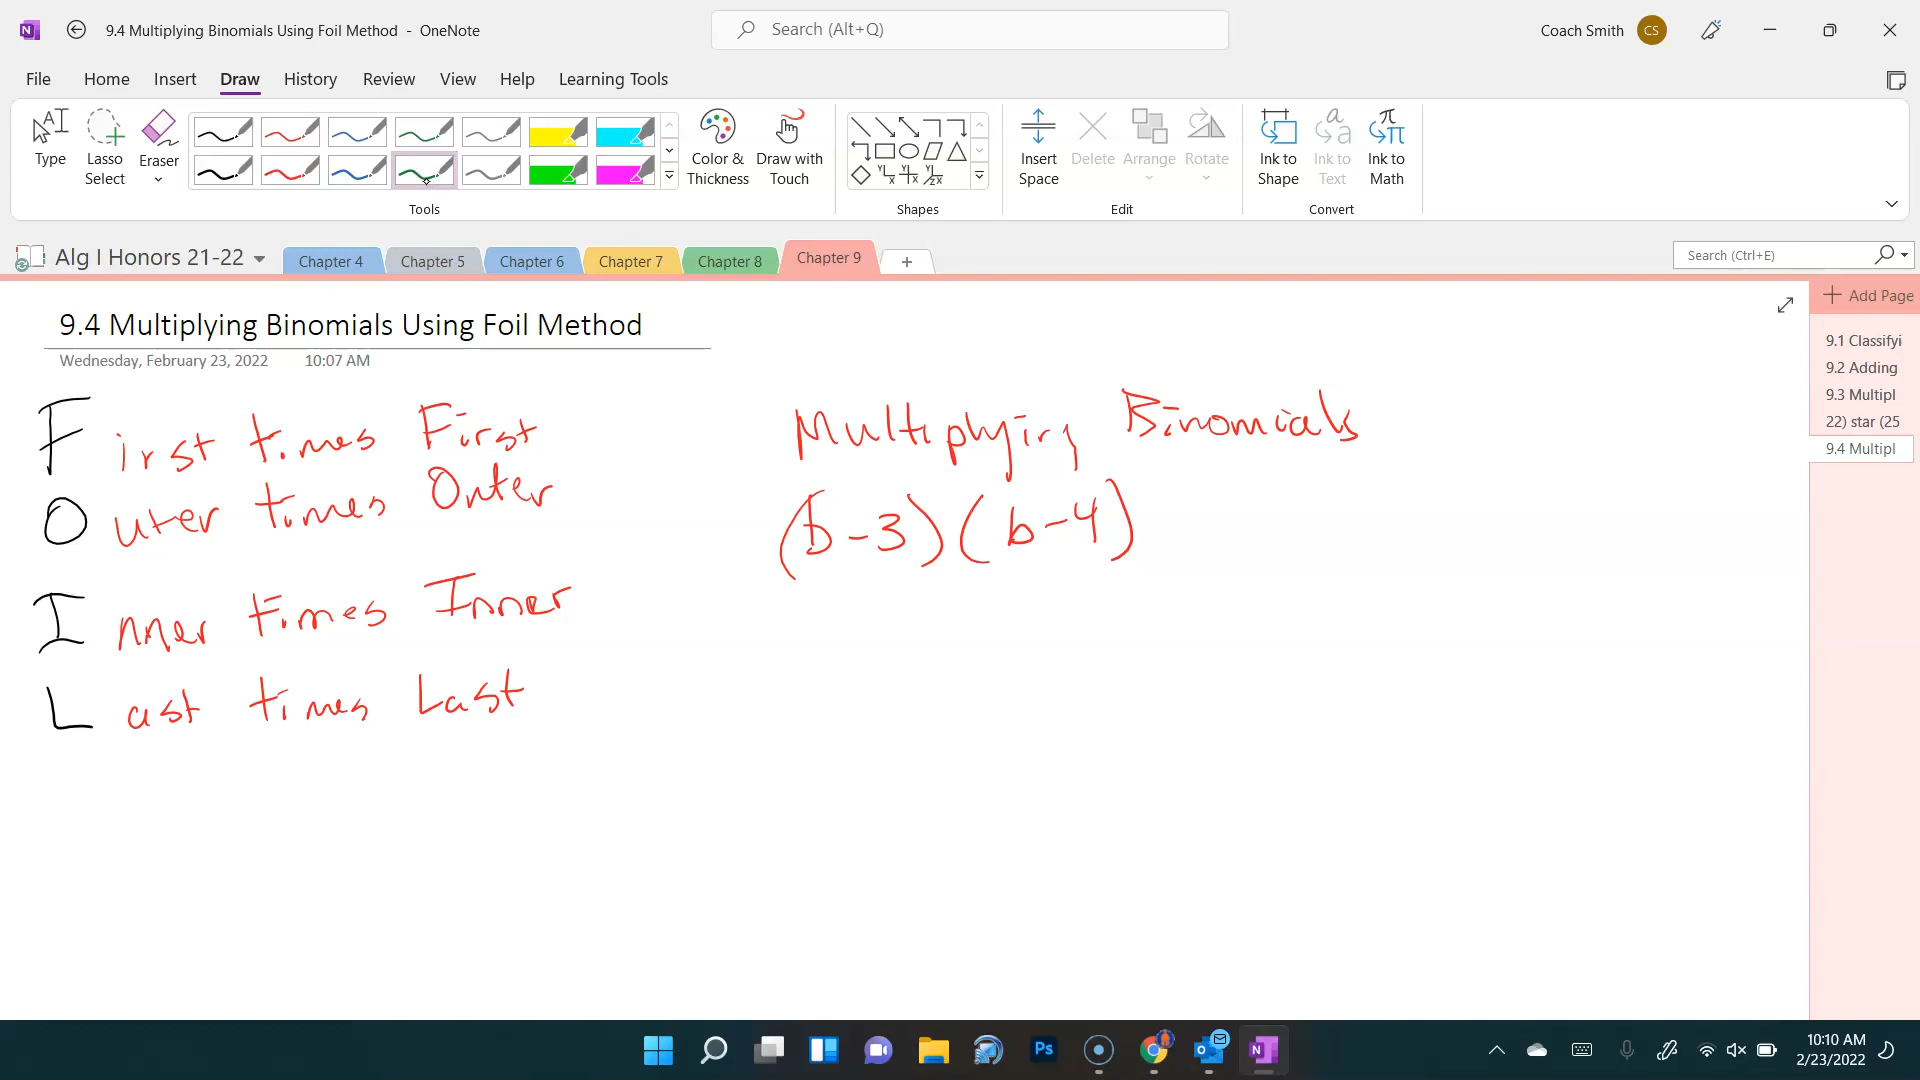 9.4 Multiplying Binomials Using Foil Method - OneNote
Search (Alt+Q)
Coach Smith CS
File Home Insert Draw History Review View Help Learning Tools
Type
Lasso Select
Eraser
Color & Thickness
Draw with Touch
Insert Space
Delete
Arrange
Rotate
Ink to Shape
Ink to Text
Ink to Math
Tools Shapes Edit Convert
Alg I Honors 21-22 Chapter 4 Chapter 5 Chapter 6 Chapter 7 Chapter 8 Chapter 9 +
Search (Ctrl+E)
Add Page
9.4 Multiplying Binomials Using Foil Method
Wednesday, February 23, 2022 10:07 AM
9.1 Classifyi
9.2 Adding
9.3 Multipl
22) star (25
9.4 Multipl
First times First
Outer times Outer
Inner times Inner
Last times Last
Multiplying Binomials
(b-3)(b-4)
Ps
10:10 AM
2/23/2022